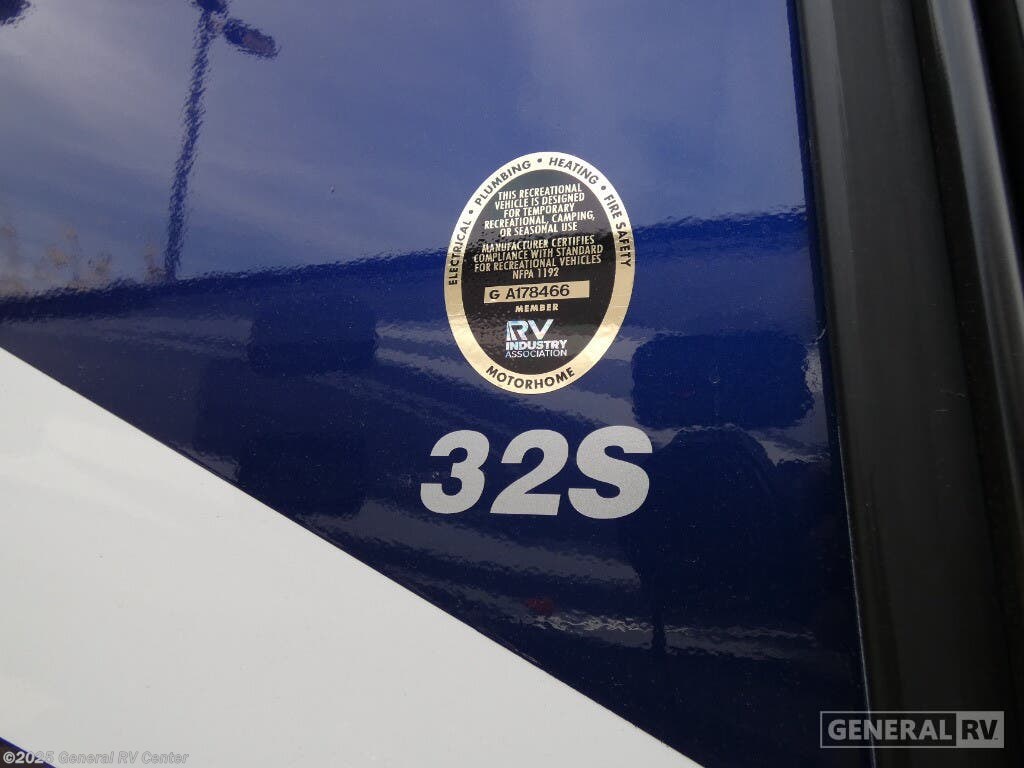 ELECTRICAL • PLUMBING • HEATING • FIRE SAFETY
THIS RECREATIONAL
VEHICLE IS DESIGNED
FOR TEMPORARY
RECREATIONAL, CAMPING,
OR SEASONAL USE
MANUFACTURER CERTIFIES
COMPLIANCE WITH STANDARD
FOR RECREATIONAL VEHICLES
NFPA 1192
G A178466
MEMBER
RV
INDUSTRY
ASSOCIATION
MOTORHOME
32S
GENERAL RV
©2025 General RV Center